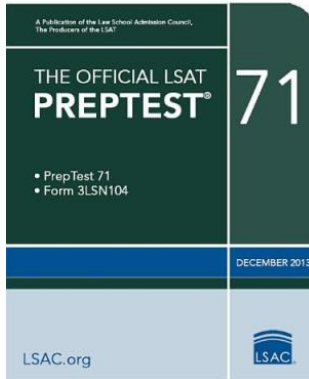 A Publication of the Law School Admission Council,
The Producers of the LSAT
THE OFFICIAL LSAT
PREPTEST®
71
• PrepTest 71
• Form 3LSN104
DECEMBER 2013
LSAC.org
LSAC